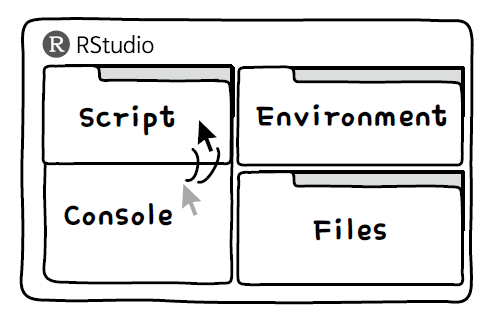 R RStudio
Script
Environment
Console
Files